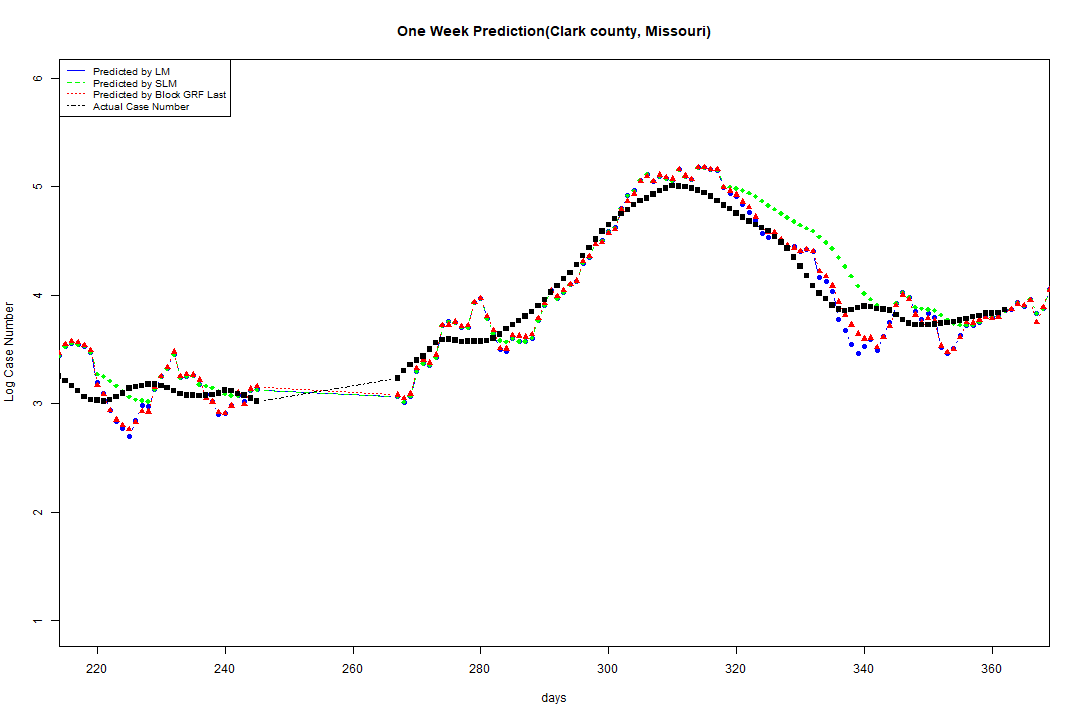 One Week Prediction(Clark county, Missouri)
Predicted by LM
Predicted by SLM
Predicted by Block GRF Last
Actual Case Number
6
5
4
3
2
1
Log Case Number
220 240 260 280 300 320 340 360
days